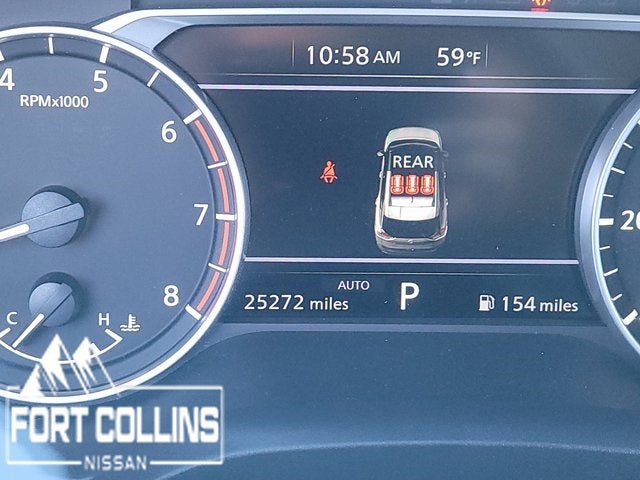 10:58 AM 59°F
4 5 6 7 8
RPMx1000
REAR
20
AUTO
25272 miles P 154 miles
C H
FORT COLLINS
NISSAN